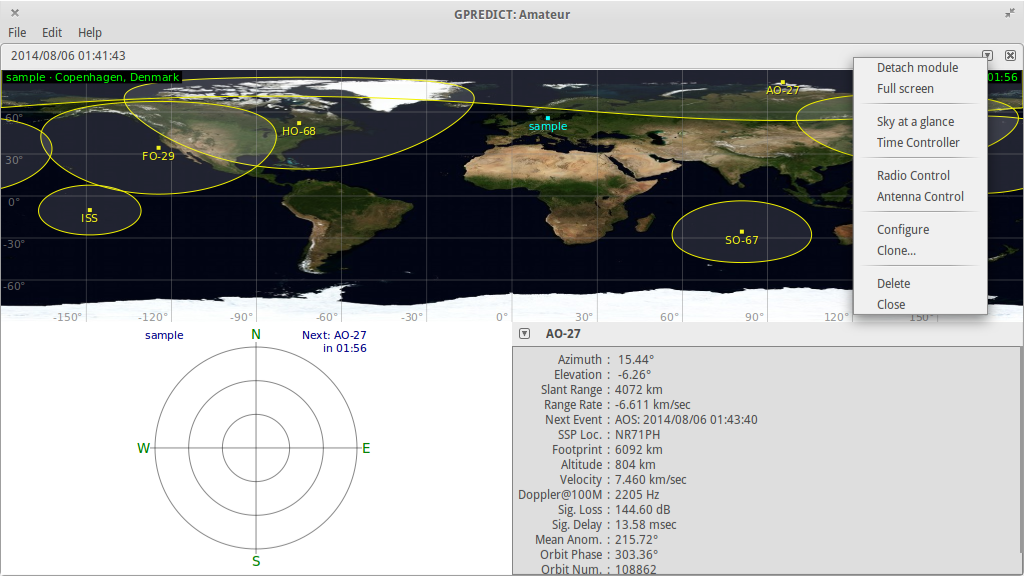 GPREDICT: Amateur
File Edit Help
2014/08/06 01:41:43
sample · Copenhagen, Denmark
01:56
AO-27
60°
HO-68
sample
FO-29
30°
0°
ISS
SO-67
-30°
-60°
-150° -120° -90° -60° -30° 0° 30° 60° 90° 120° 150°
Detach module
Full screen
Sky at a glance
Time Controller
Radio Control
Antenna Control
Configure
Clone...
Delete
Close
sample
N
Next: AO-27
in 01:56
W
E
S
AO-27
Azimuth : 15.44°
Elevation : -6.26°
Slant Range : 4072 km
Range Rate : -6.611 km/sec
Next Event : AOS: 2014/08/06 01:43:40
SSP Loc. : NR71PH
Footprint : 6092 km
Altitude : 804 km
Velocity : 7.460 km/sec
Doppler@100M : 2205 Hz
Sig. Loss : 144.60 dB
Sig. Delay : 13.58 msec
Mean Anom. : 215.72°
Orbit Phase : 303.36°
Orbit Num. : 108862